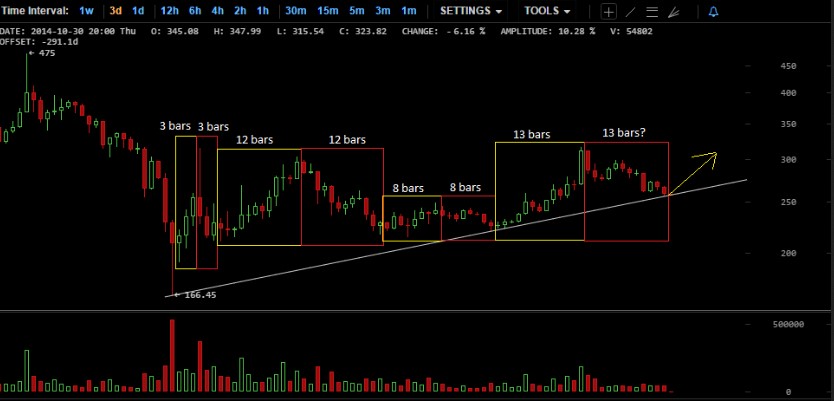 Time Interval: 1w 3d 1d 12h 6h 4h 2h 1h 30m 15m 5m 3m 1m SETTINGS TOOLS
DATE: 2014-10-30 20:00 Thu O: 345.08 H: 347.99 L: 315.54 C: 323.82 CHANGE: -6.16 % AMPLITUDE: 10.28 % V: 54802
OFFSET: -291.1d
475
450
400
350
3 bars 3 bars
12 bars 12 bars
13 bars 13 bars?
300
8 bars 8 bars
250
200
166.45
500000
0